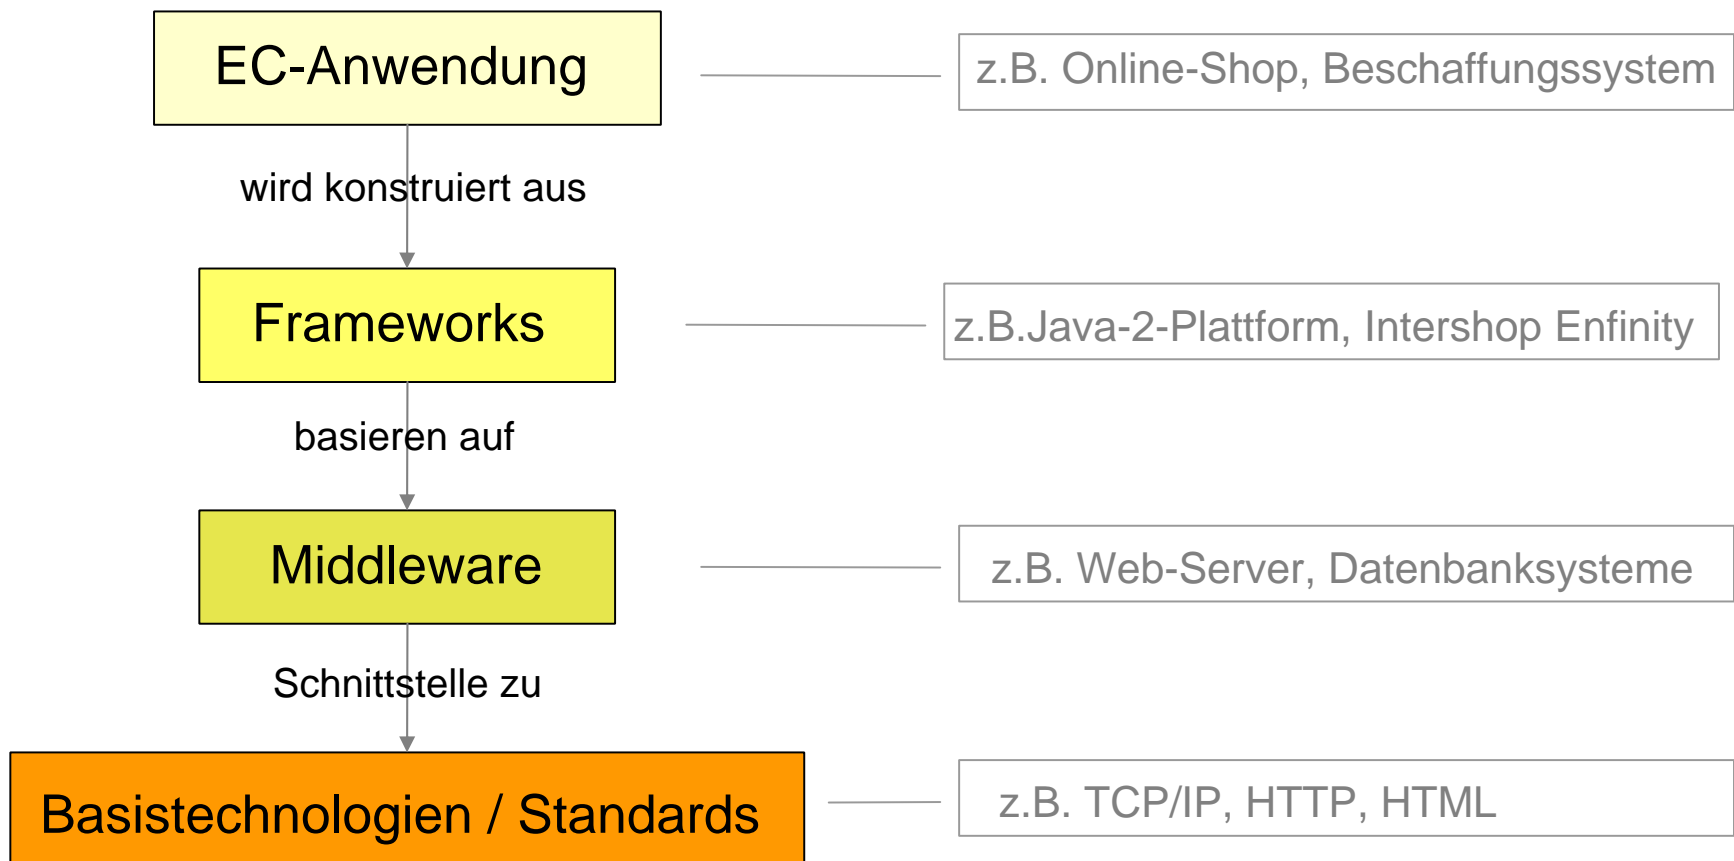 EC-Anwendung
z.B. Online-Shop, Beschaffungssystem
wird konstruiert aus
Frameworks
z.B.Java-2-Plattform, Intershop Enfinity
basieren auf
Middleware
z.B. Web-Server, Datenbanksysteme
Schnittstelle zu
Basistechnologien / Standards
z.B. TCP/IP, HTTP, HTML